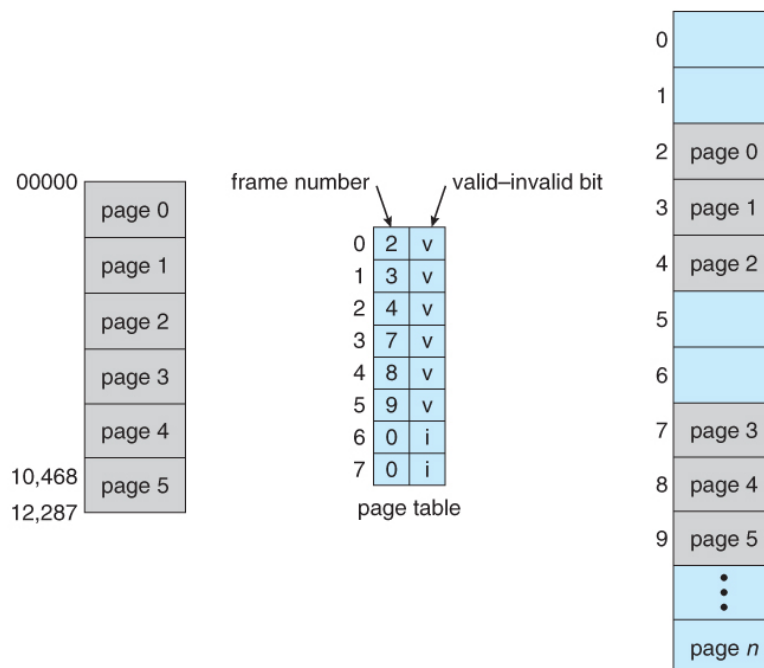 00000
page 0
page 1
page 2
page 3
page 4
10,468
page 5
12,287
frame number
valid–invalid bit
0 2 v
1 3 v
2 4 v
3 7 v
4 8 v
5 9 v
6 0 i
7 0 i
page table
0
1
2 page 0
3 page 1
4 page 2
5
6
7 page 3
8 page 4
9 page 5
page n